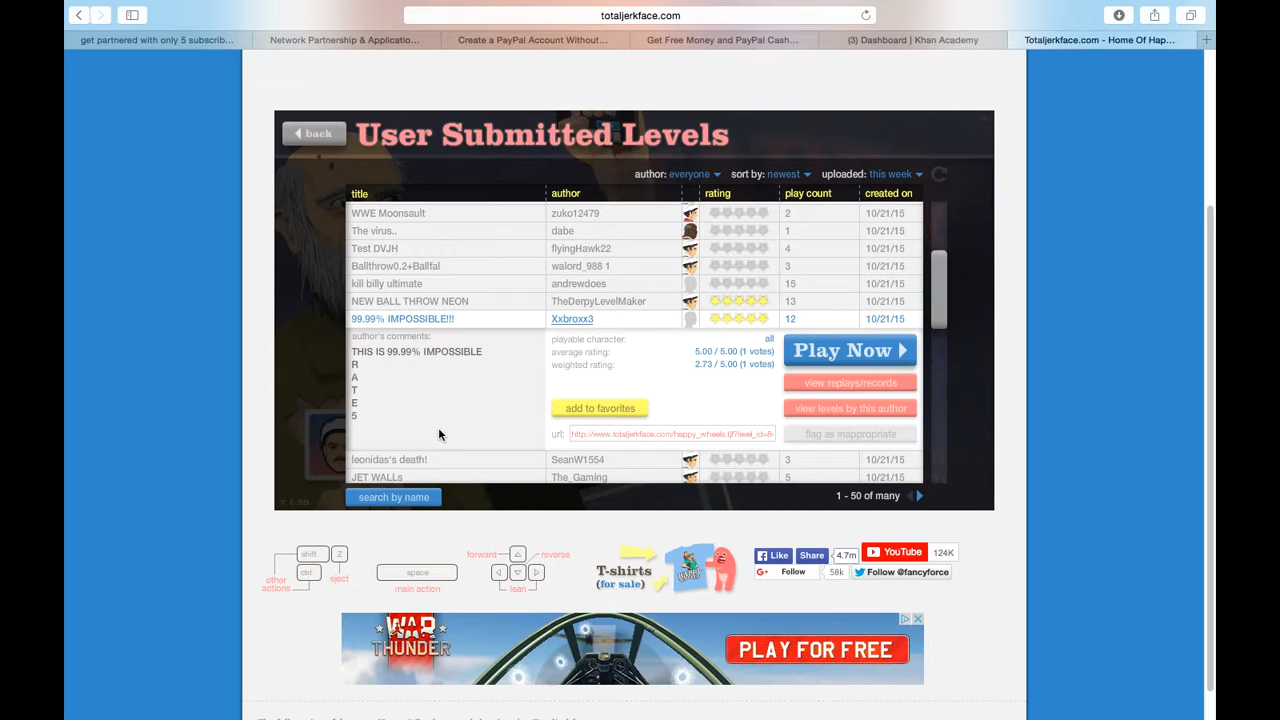 totaljerkface.com
get partnered with only 5 subscrib...
Network Partnership & Applicatio...
Create a PayPal Account Without...
Get Free Money and PayPal Cash...
(3) Dashboard | Khan Academy
Totaljerkface.com - Home Of Hap...
back
User Submitted Levels
author: everyone
sort by: newest
uploaded: this week
title author rating play count created on
WWE Moonsault zuko12479 2 10/21/15
The virus.. dabe 1 10/21/15
Test DVJH flyingHawk22 4 10/21/15
Ballthrow0.2+Ballfal walord_988 1 3 10/21/15
kill billy ultimate andrewdoes 15 10/21/15
NEW BALL THROW NEON TheDerpyLevelMaker 13 10/21/15
99.99% IMPOSSIBLE!!! Xxbroxx3 12 10/21/15
author's comments:
THIS IS 99.99% IMPOSSIBLE
R
A
T
E
5
playable character: all
average rating: 5.00 / 5.00 (1 votes)
weighted rating: 2.73 / 5.00 (1 votes)
add to favorites
url: http://www.totaljerkface.com/happy_wheels.tjf?level_id=8
Play Now
view replays/records
view levels by this author
flag as inappropriate
leonidas's death! SeanW1554 3 10/21/15
JET WALLs The_Gaming 5 10/21/15
search by name
1 - 50 of many
v 1.85
shift
Z
ctrl
other
actions
eject
space
main action
forward
reverse
lean
T-shirts
(for sale)
Like
Share
4.7m
YouTube
124K
Follow
58k
Follow @fancyforce
WAR
THUNDER
PLAY FOR FREE